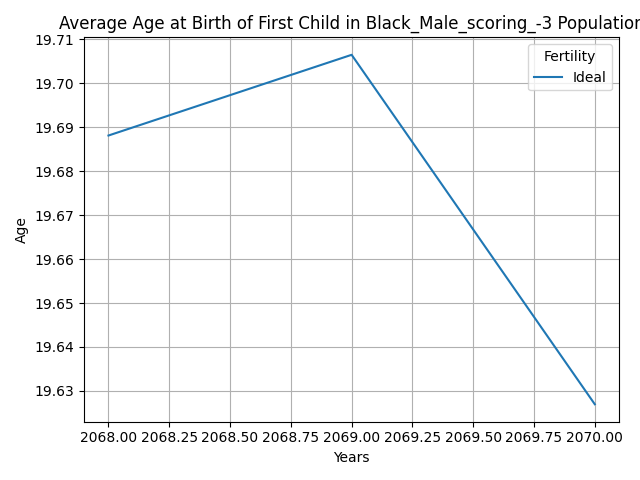 Average Age at Birth of First Child in Black_Male_scoring_-3 Population
19.71
19.70
19.69
19.68
19.67
19.66
19.65
19.64
19.63
Age
Fertility
Ideal
2068.00 2068.25 2068.50 2068.75 2069.00 2069.25 2069.50 2069.75 2070.00
Years